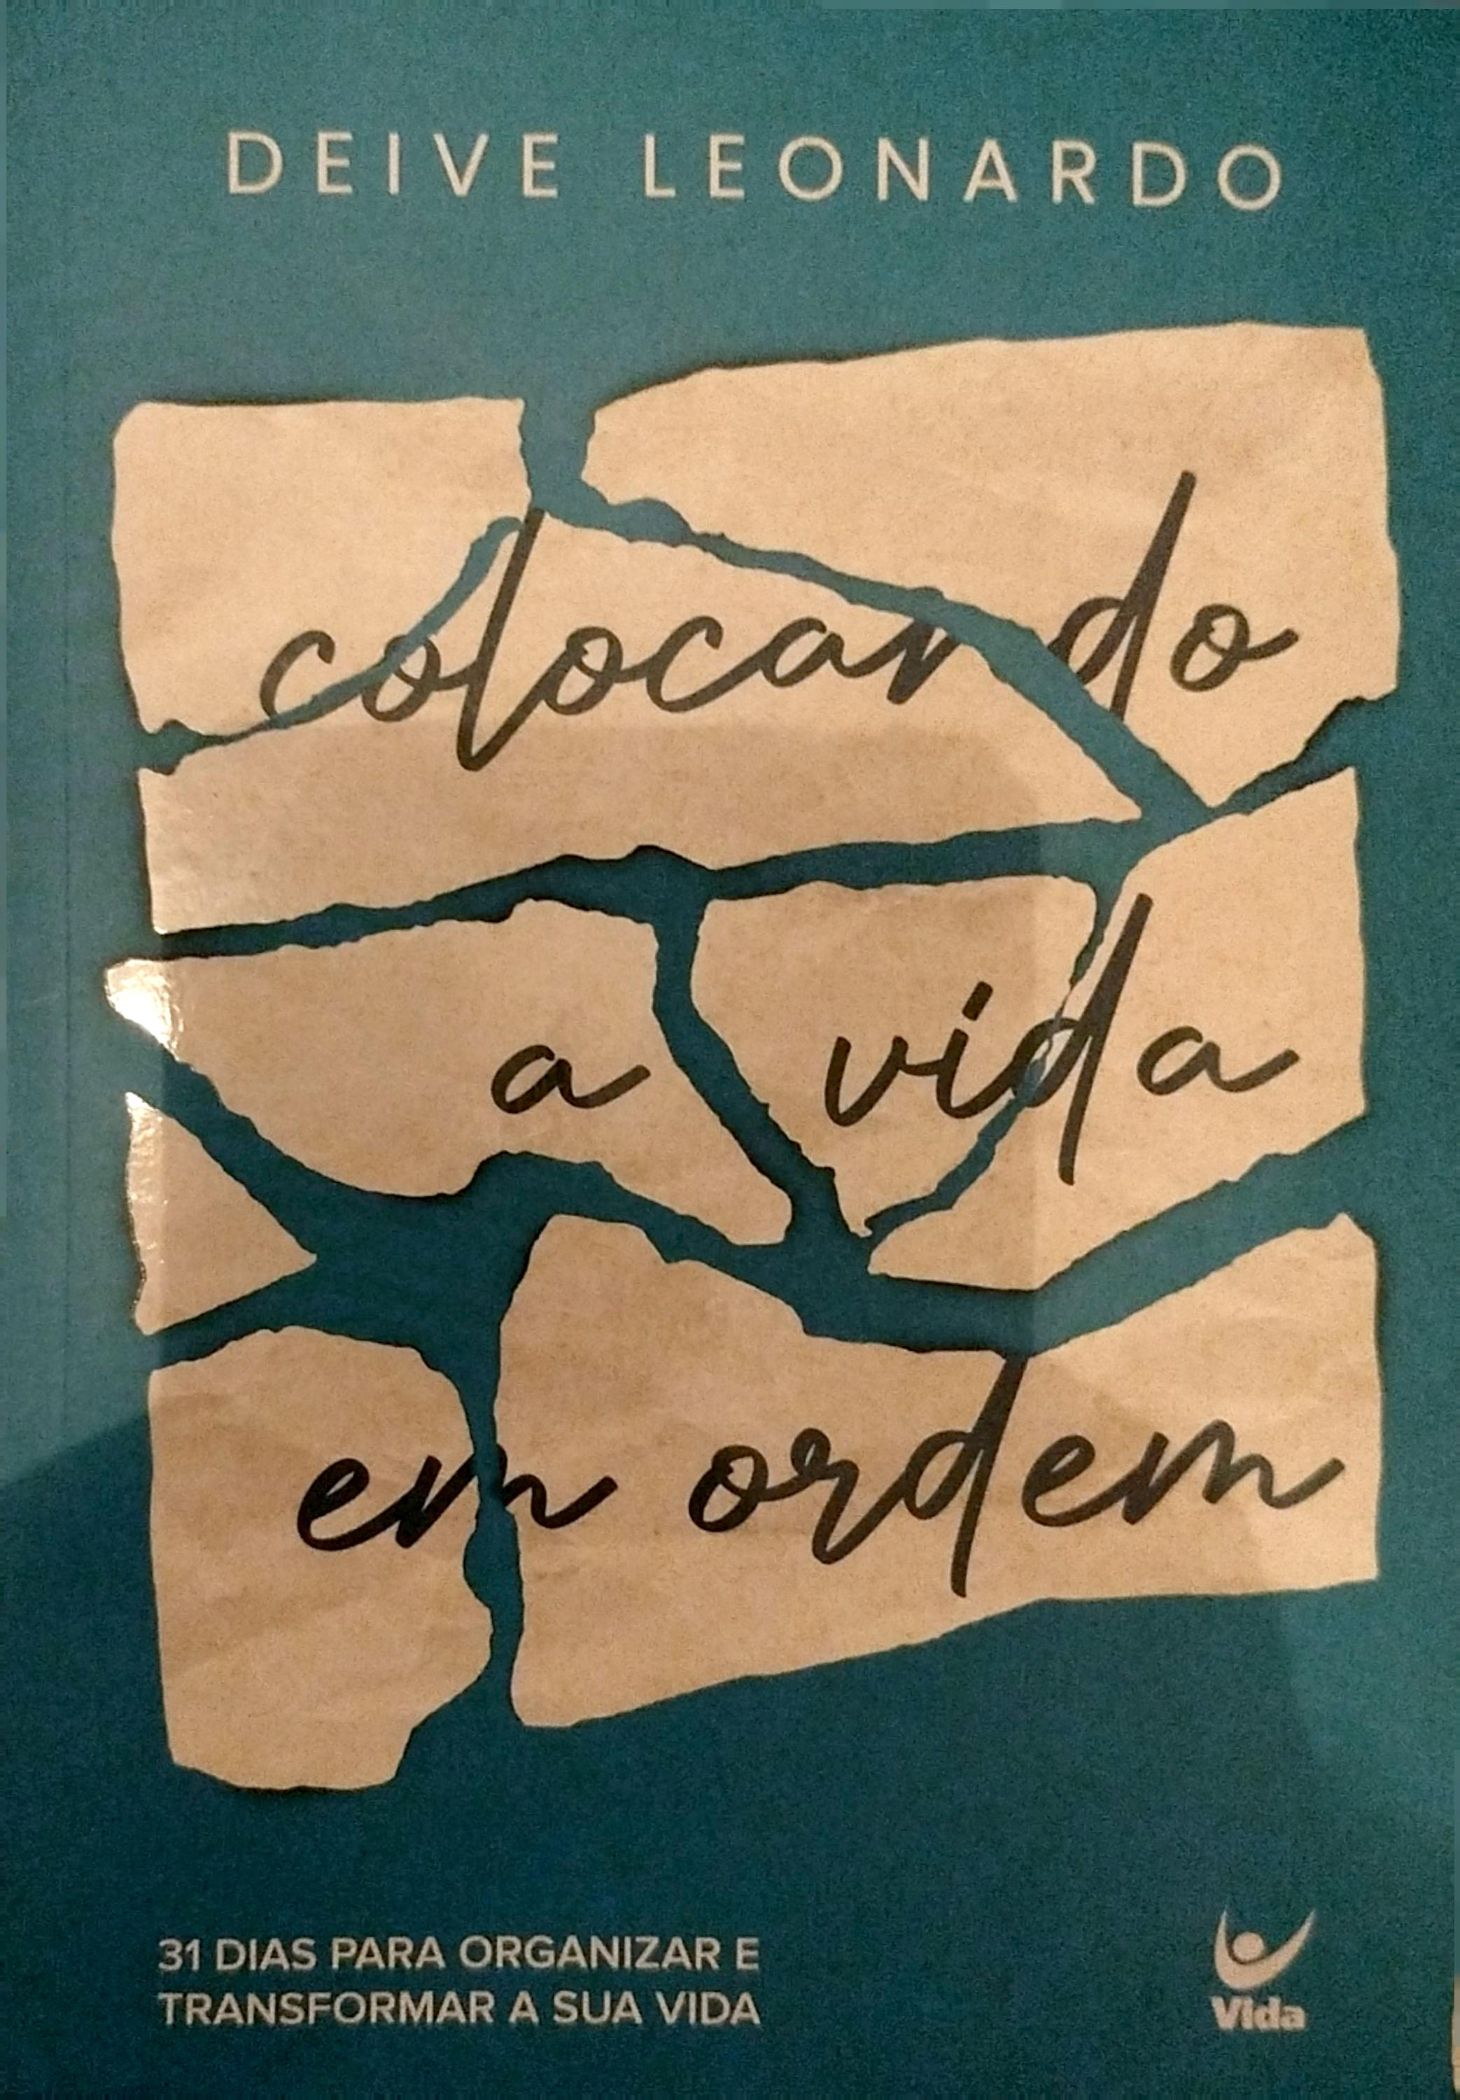 DEIVE LEONARDO
colocando
a vida
em ordem
31 DIAS PARA ORGANIZAR E
TRANSFORMAR A SUA VIDA
Vida